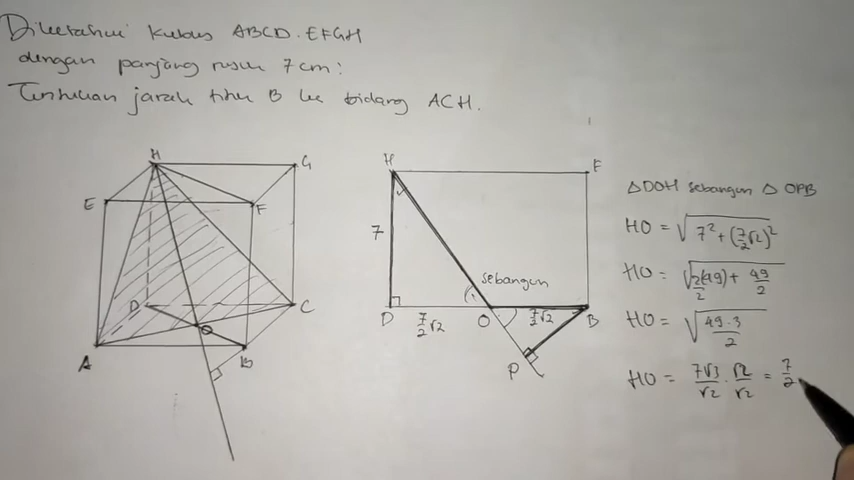 Diketahui kubus ABCD.EFGH
dengan panjang rusuk 7 cm :
Tentukan jarak titik B ke bidang ACH.
H
G
E
F
D
C
O
A
B
H
F
7
sebangun
D
7/2 √2
O
7/2 √2
B
P
△DOH sebangun △ OPB
HO = √(7² + (7/2 √2)²)
HO = √(2/2 (49) + 49/2)
HO = √(49·3/2)
HO = 7√3/√2 · √2/√2 = 7/2